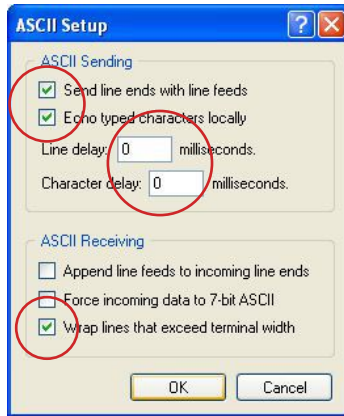 ASCII Setup
ASCII Sending
Send line ends with line feeds
Echo typed characters locally
Line delay: 0 milliseconds.
Character delay: 0 milliseconds.
ASCII Receiving
Append line feeds to incoming line ends
Force incoming data to 7-bit ASCII
Wrap lines that exceed terminal width
OK Cancel